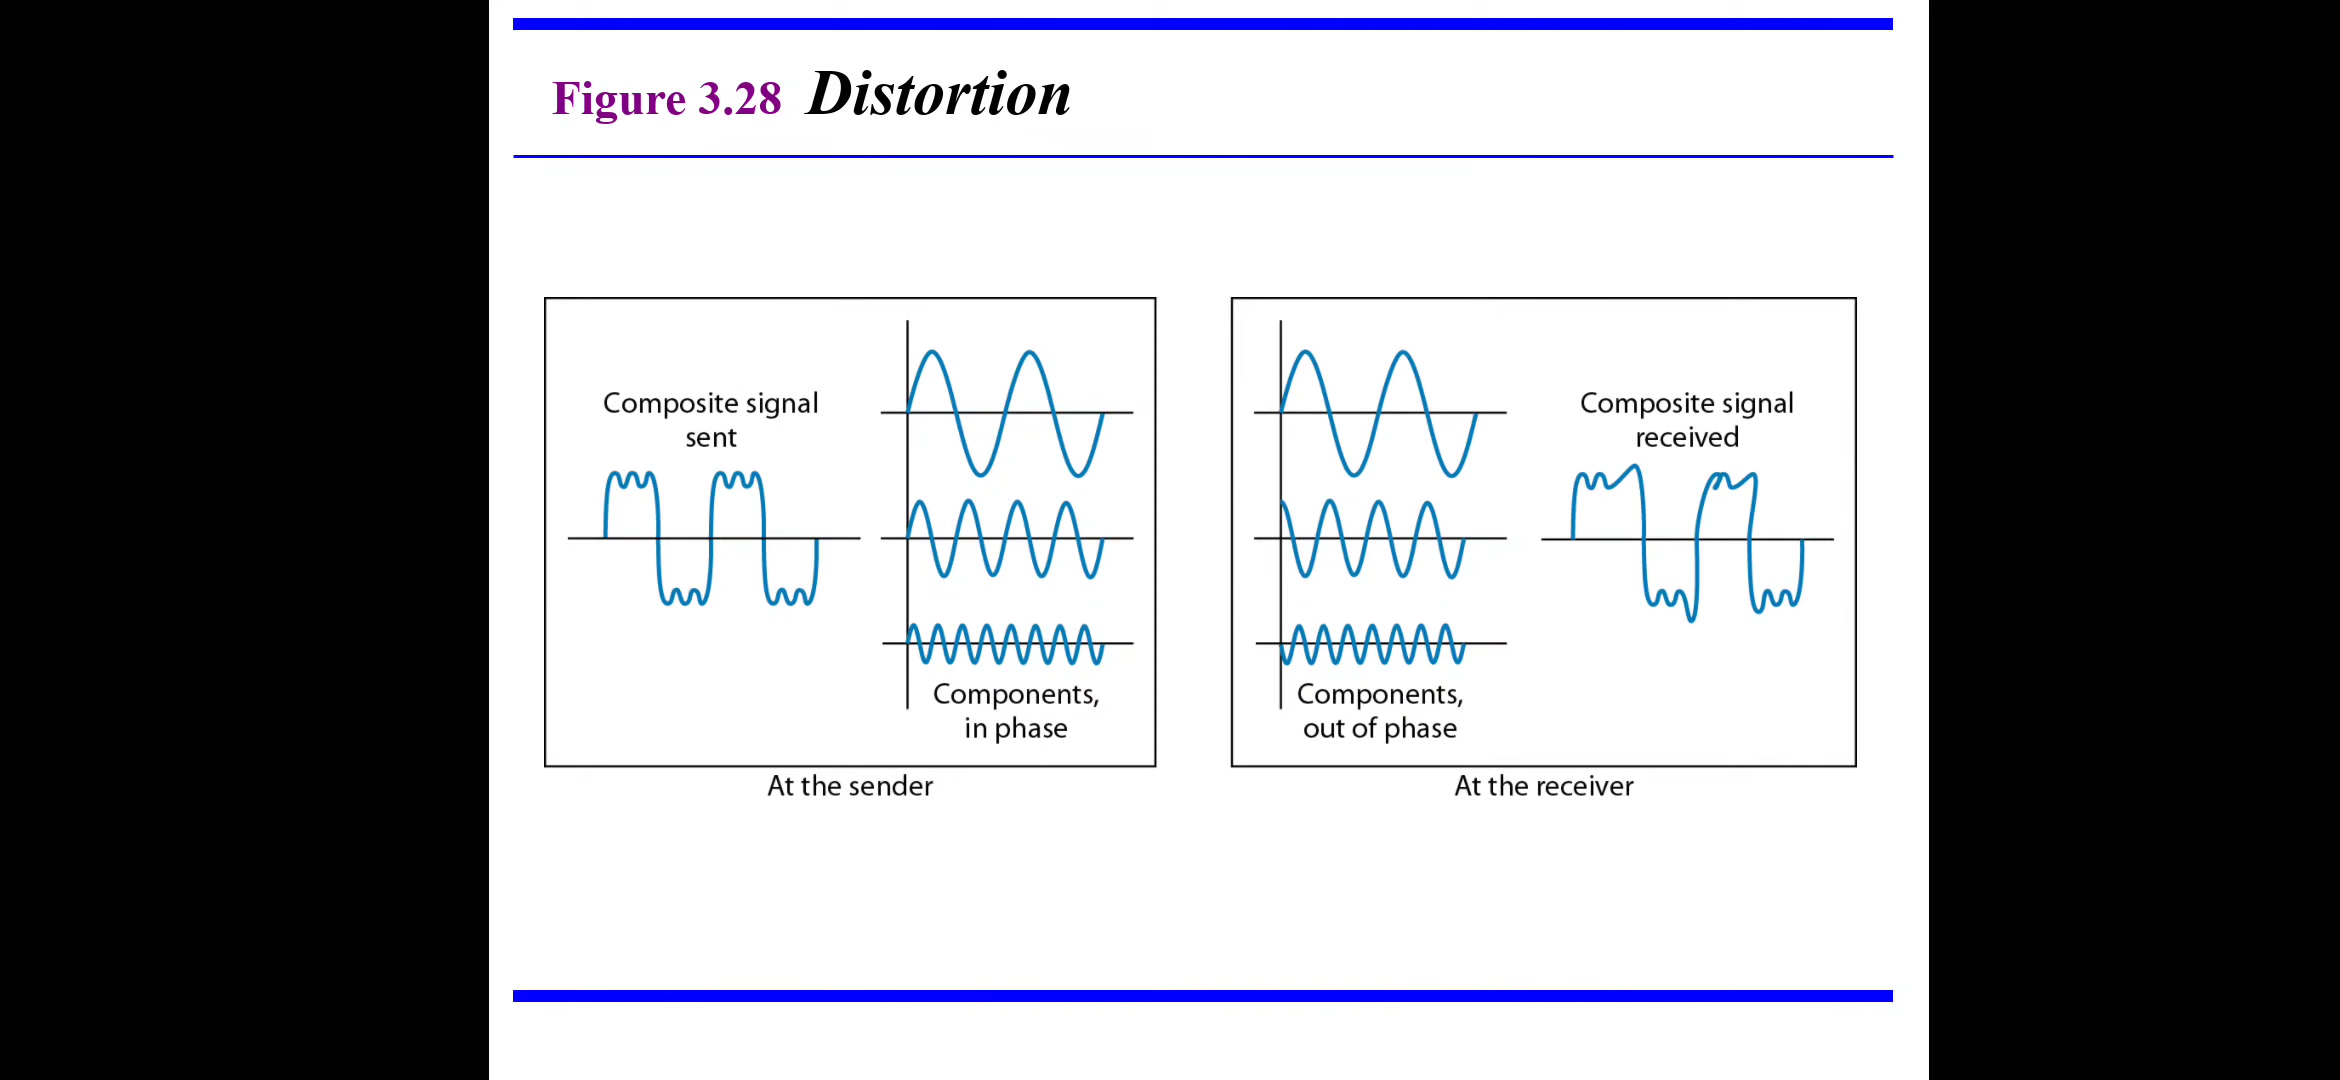 Figure 3.28 Distortion
Composite signal
sent
Components,
in phase
At the sender
Composite signal
received
Components,
out of phase
At the receiver